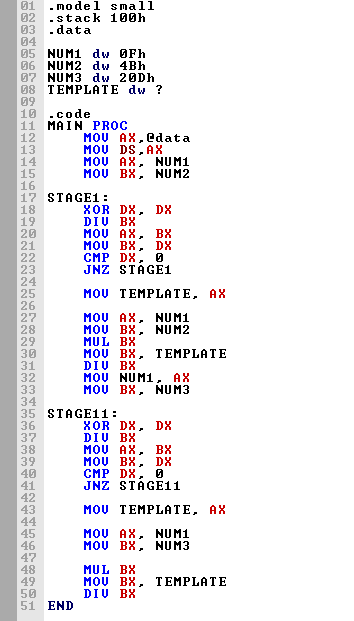 01 .model small
02 .stack 100h
03 .data
04
05 NUM1 dw 0Fh
06 NUM2 dw 4Bh
07 NUM3 dw 20Dh
08 TEMPLATE dw ?
09
10 .code
11 MAIN PROC
12 MOV AX,@data
13 MOV DS,AX
14 MOV AX, NUM1
15 MOV BX, NUM2
16
17 STAGE1:
18 XOR DX, DX
19 DIV BX
20 MOV AX, BX
21 MOV BX, DX
22 CMP DX, 0
23 JNZ STAGE1
24
25 MOV TEMPLATE, AX
26
27 MOV AX, NUM1
28 MOV BX, NUM2
29 MUL BX
30 MOV BX, TEMPLATE
31 DIV BX
32 MOV NUM1, AX
33 MOV BX, NUM3
34
35 STAGE11:
36 XOR DX, DX
37 DIV BX
38 MOV AX, BX
39 MOV BX, DX
40 CMP DX, 0
41 JNZ STAGE11
42
43 MOV TEMPLATE, AX
44
45 MOV AX, NUM1
46 MOV BX, NUM3
47
48 MUL BX
49 MOV BX, TEMPLATE
50 DIV BX
51 END